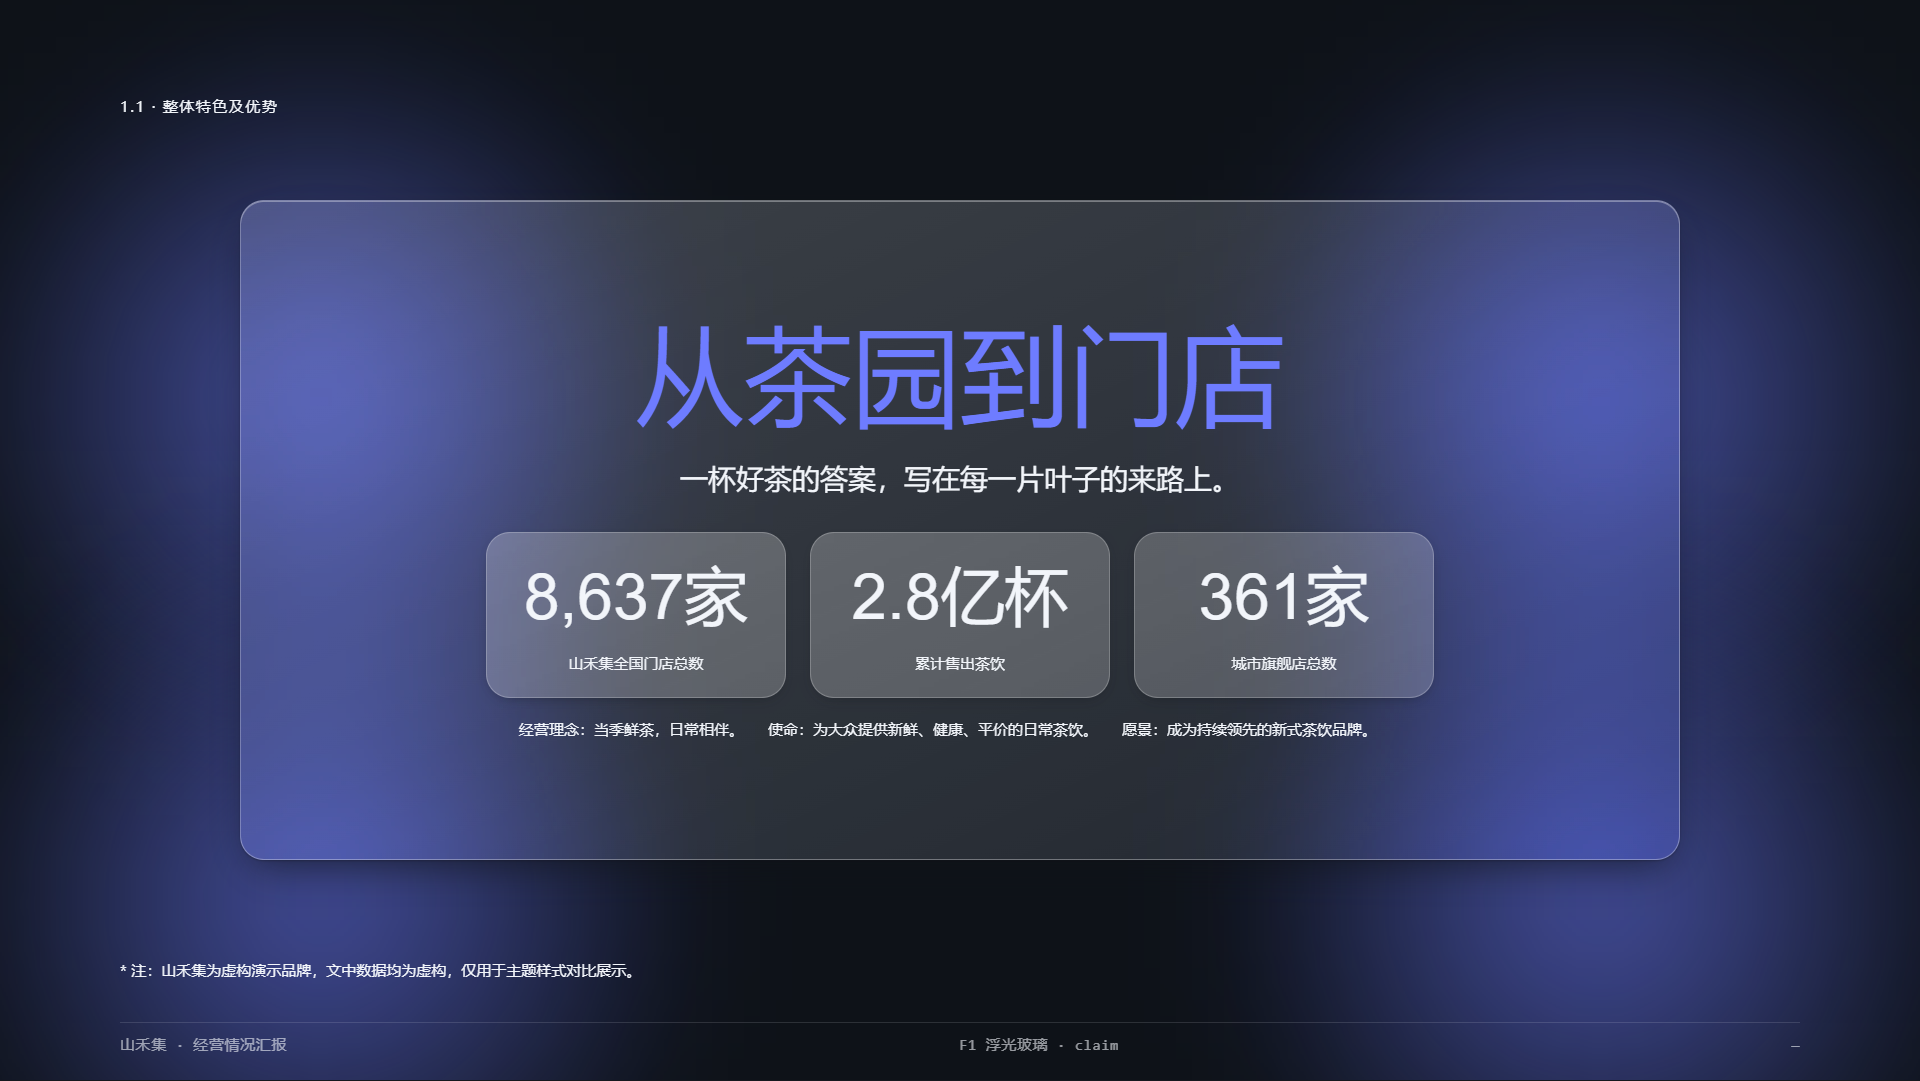 1.1 · 整体特色及优势
从茶园到门店
一杯好茶的答案，写在每一片叶子的来路上。
8,637家
山禾集全国门店总数
2.8亿杯
累计售出茶饮
361家
城市旗舰店总数
经营理念：当季鲜茶，日常相伴。 使命：为大众提供新鲜、健康、平价的日常茶饮。 愿景：成为持续领先的新式茶饮品牌。
* 注：山禾集为虚构演示品牌，文中数据均为虚构，仅用于主题样式对比展示。
山禾集 · 经营情况汇报 F1 浮光玻璃 · claim —